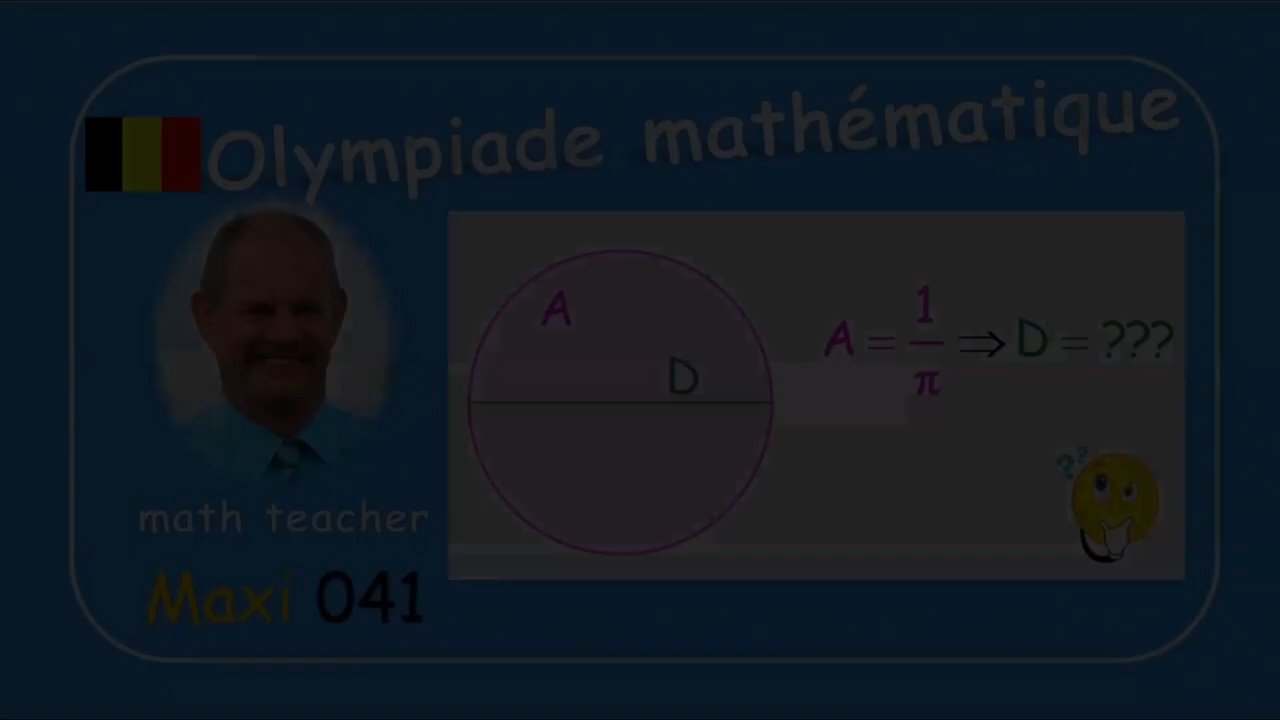 Olympiade mathématique
A
D
A = 1/π ⇒ D = ???
??
math teacher
Maxi 041